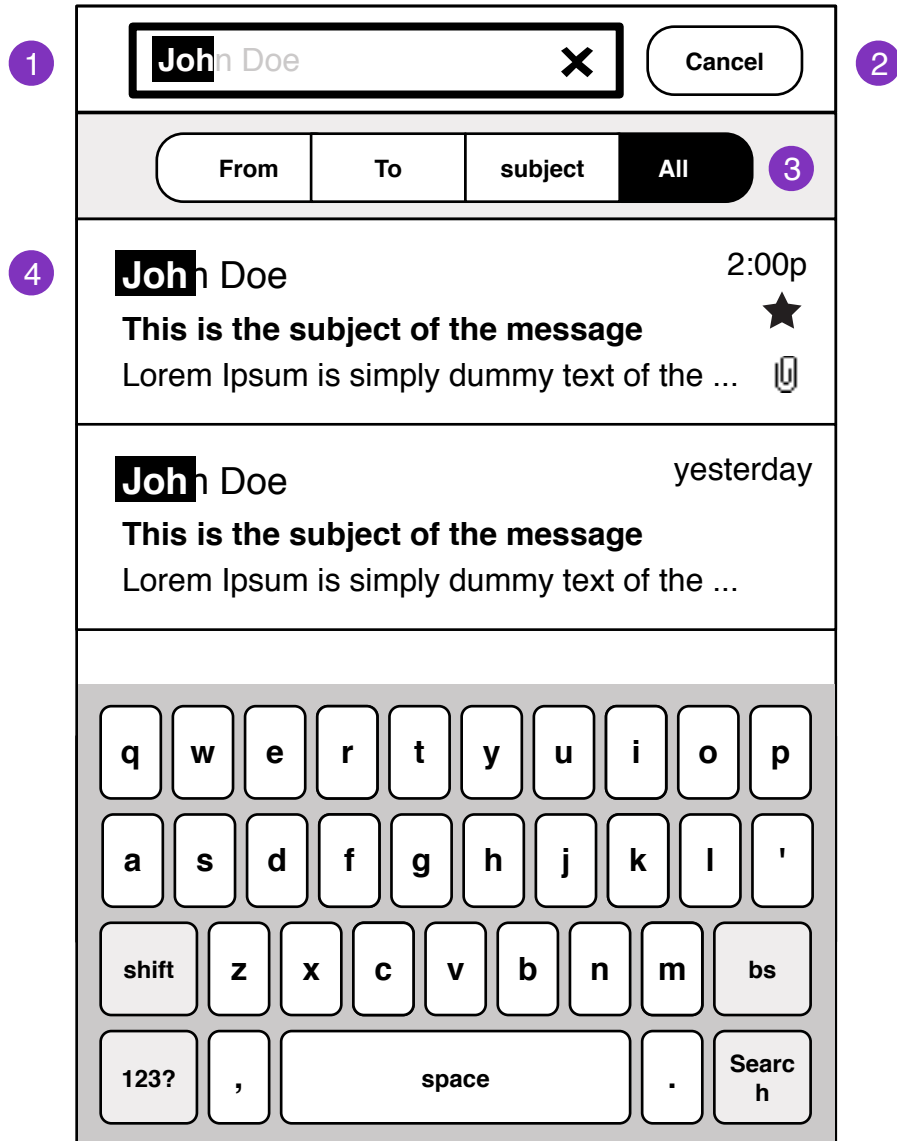 1 John Doe ✕ Cancel 2
From To subject All 3
4 John Doe 2:00p
This is the subject of the message
Lorem Ipsum is simply dummy text of the ...
John Doe yesterday
This is the subject of the message
Lorem Ipsum is simply dummy text of the ...
q w e r t y u i o p
a s d f g h j k l '
shift z x c v b n m bs
123? , space . Searc
h